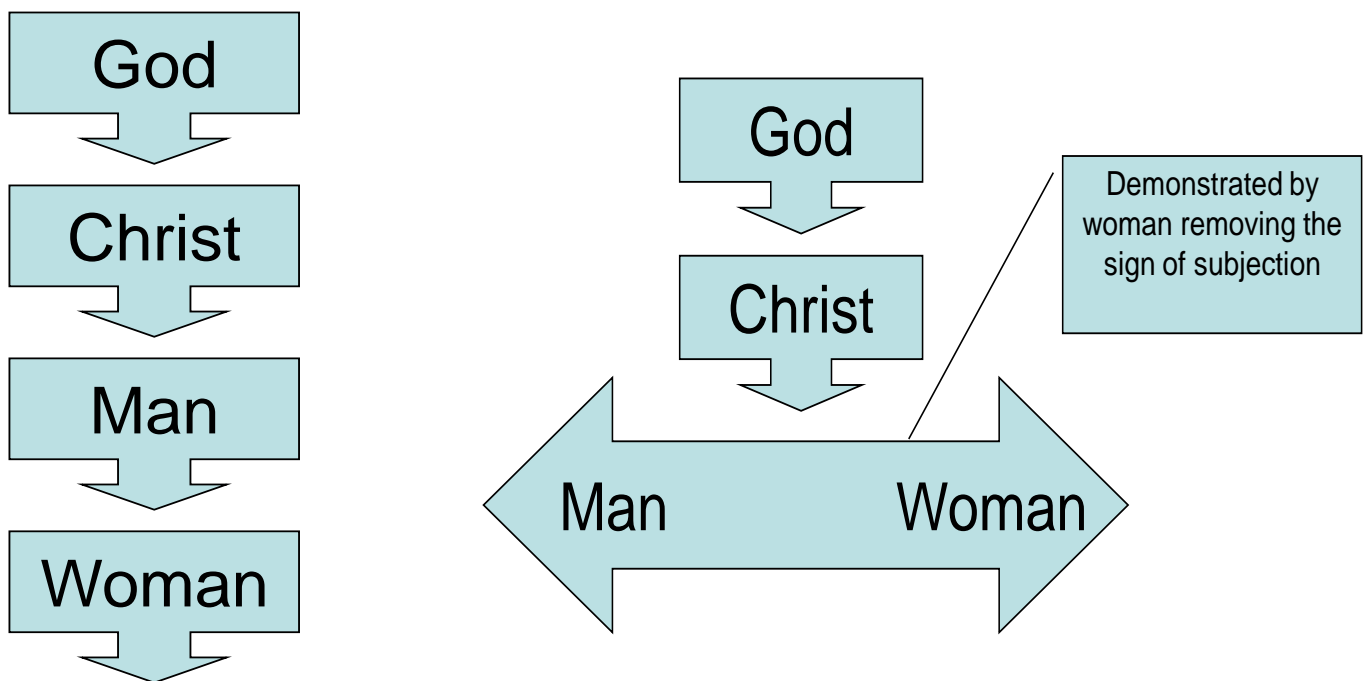 God
Christ
Man
Woman
God
Christ
Man Woman
Demonstrated by
woman removing the
sign of subjection